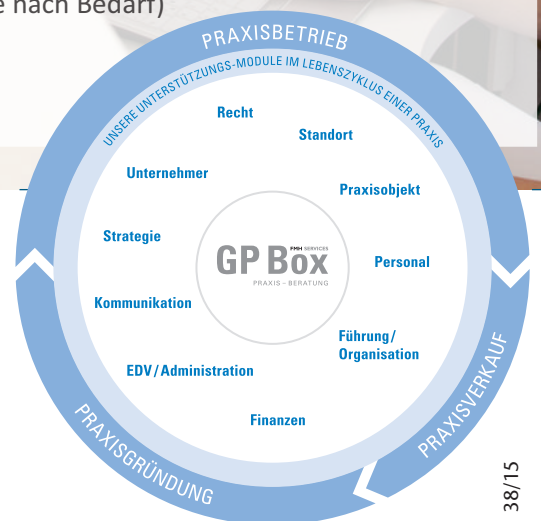 e nach Bedarf)
PRAXISBETRIEB
UNSERE UNTERSTÜTZUNGS-MODULE IM LEBENSZYKLUS EINER PRAXIS
Recht
Standort
Unternehmer
Praxisobjekt
Strategie
FMH SERVICES
GP Box
PRAXIS – BERATUNG
Personal
Kommunikation
Führung/
Organisation
EDV/Administration
Finanzen
PRAXISGRÜNDUNG
PRAXISVERKAUF
38/15